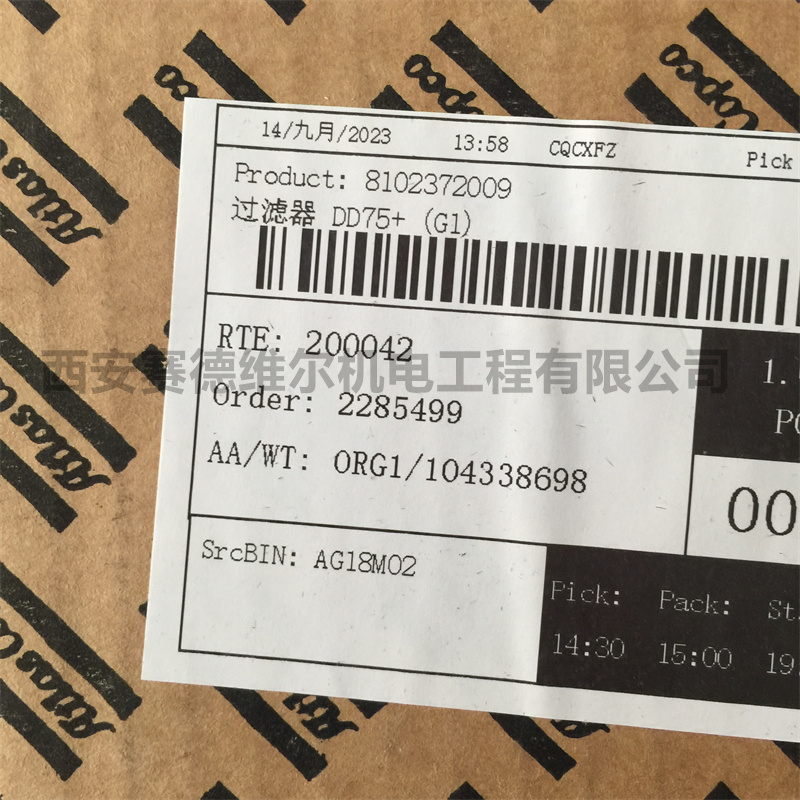 14/九月/2023 13:58 CQCXFZ Pick
Product: 8102372009
过滤器 DD75+ (G1)
RTE: 200042
西安赛德维尔机电工程有限公司
Order: 2285499
AA/WT: ORG1/104338698
SrcBIN: AG18M02
Pick: Pack:
14:30 15:00
Atlas Copco